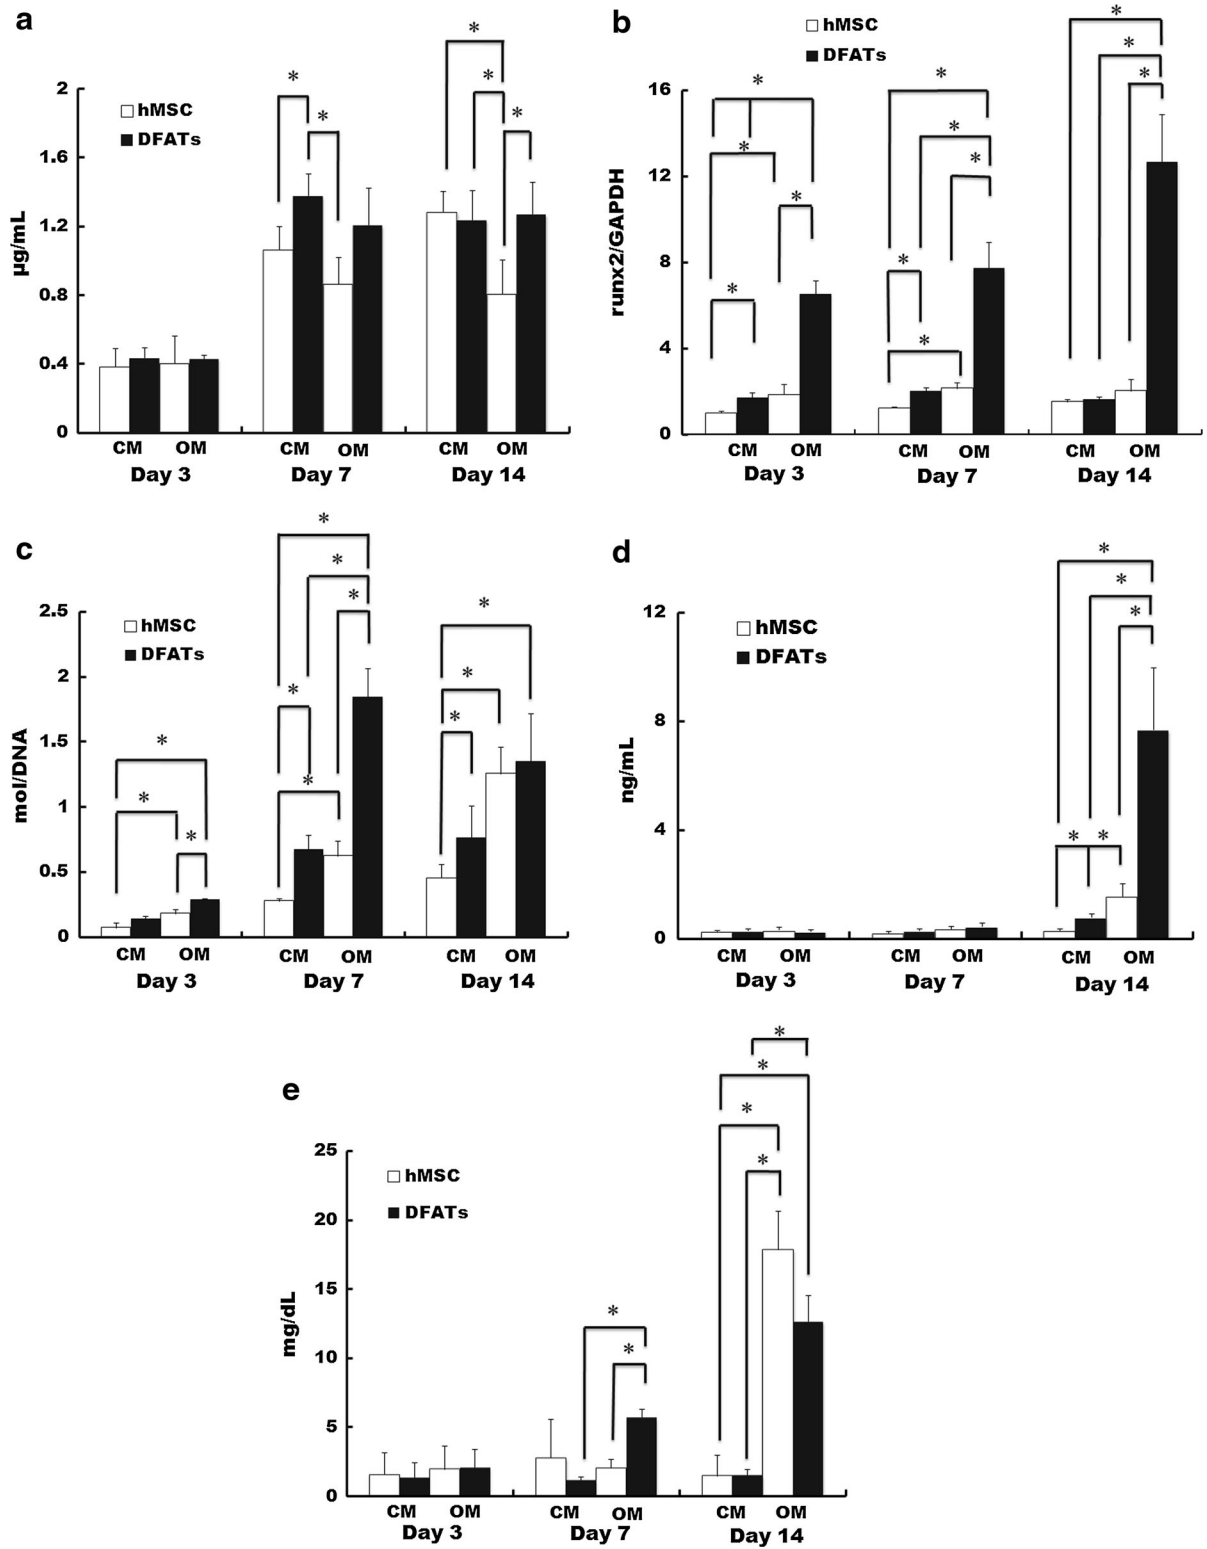 a
*
*
*
*
*
*
2
1.6
1.2
0.8
0.4
0
µg/mL
hMSC
DFATs
CM OM CM OM CM OM
Day 3 Day 7 Day 14
b
hMSC
DFATs
*
*
*
*
*
*
*
*
*
*
*
*
16
12
8
4
0
runx2/GAPDH
CM OM CM OM CM OM
Day 3 Day 7 Day 14
c
*
*
*
*
*
*
*
*
*
*
*
2.5
2
1.5
1
0.5
0
mol/DNA
hMSC
DFATs
CM OM CM OM CM OM
Day 3 Day 7 Day 14
d
*
*
*
* *
12
8
4
0
ng/mL
hMSC
DFATs
CM OM CM OM CM OM
Day 3 Day 7 Day 14
e
*
*
*
*
*
*
25
20
15
10
5
0
mg/dL
hMSC
DFATs
CM OM CM OM CM OM
Day 3 Day 7 Day 14